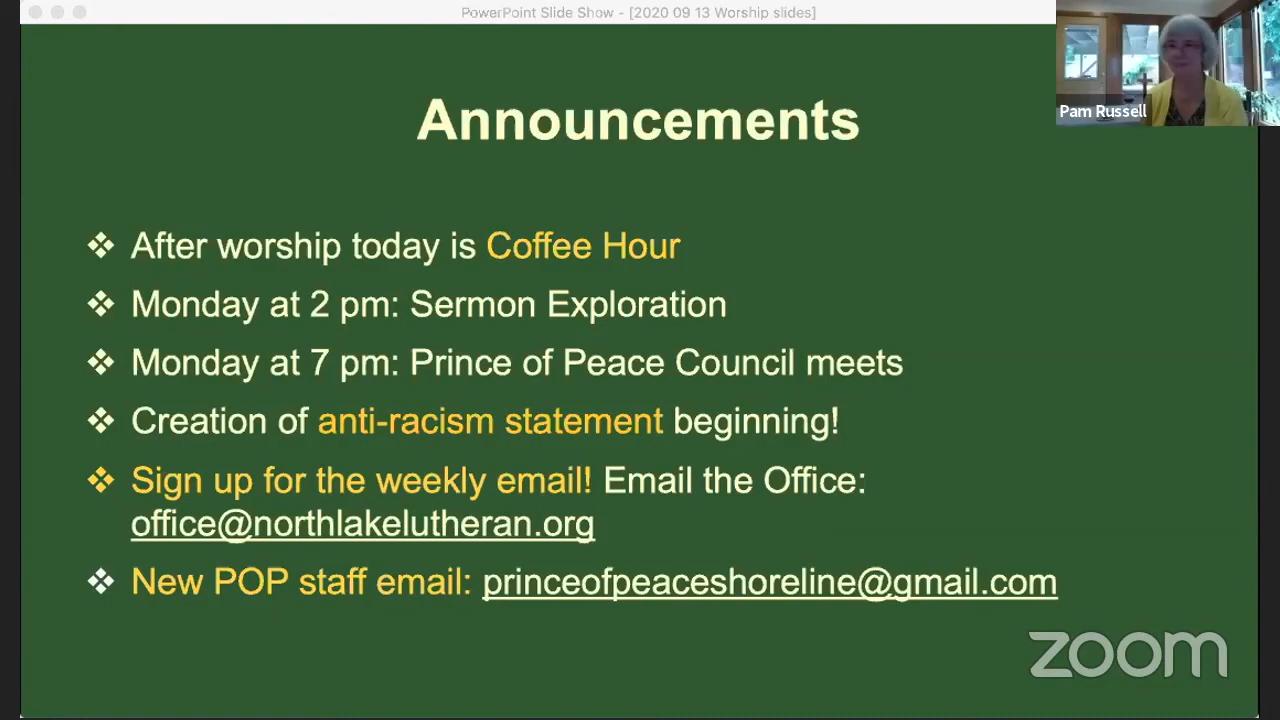 PowerPoint Slide Show - [2020 09 13 Worship slides]
Pam Russell
Announcements
❖ After worship today is Coffee Hour
❖ Monday at 2 pm: Sermon Exploration
❖ Monday at 7 pm: Prince of Peace Council meets
❖ Creation of anti-racism statement beginning!
❖ Sign up for the weekly email! Email the Office:
office@northlakelutheran.org
❖ New POP staff email: princeofpeaceshoreline@gmail.com
zoom